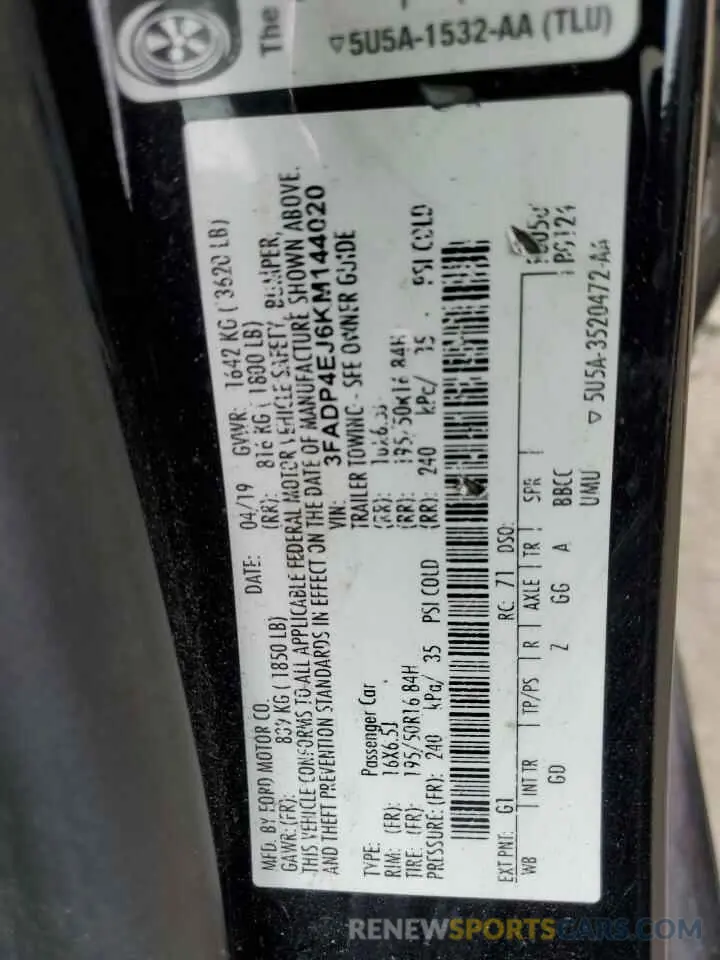 The
▽5U5A-1532-AA (TLU)
MFD. BY FORD MOTOR CO. DATE: 04/19 GVWR: 1642 KG ( 3620 LB)
GAWR:(FR): 839 KG ( 1850 LB) (RR): 816 KG ( 1800 LB)
THIS VEHICLE CONFORMS TO ALL APPLICABLE FEDERAL MOTOR VEHICLE SAFETY, BUMPER,
AND THEFT PREVENTION STANDARDS IN EFFECT ON THE DATE OF MANUFACTURE SHOWN ABOVE.
VIN: 3FADP4EJ6KM144020
TYPE: Passenger Car TRAILER TOWING - SEE OWNER GUIDE
RIM: (FR): 16X6.5J (RR): 16X6.5J
TIRE: (FR): 195/50R16 84H (RR): 195/50R16 84H
PRESSURE: (FR): 240 kPa/ 35 PSI COLD (RR): 240 kPa/ 35 PSI COLD
EXT PNT: G1 RC: 71 DSO:
WB INT TR TP/PS R AXLE TR SPR
GD Z GG A BBCC
UMU
▽5U5A-3520472-AA
RENEWSPORTSCARS.COM